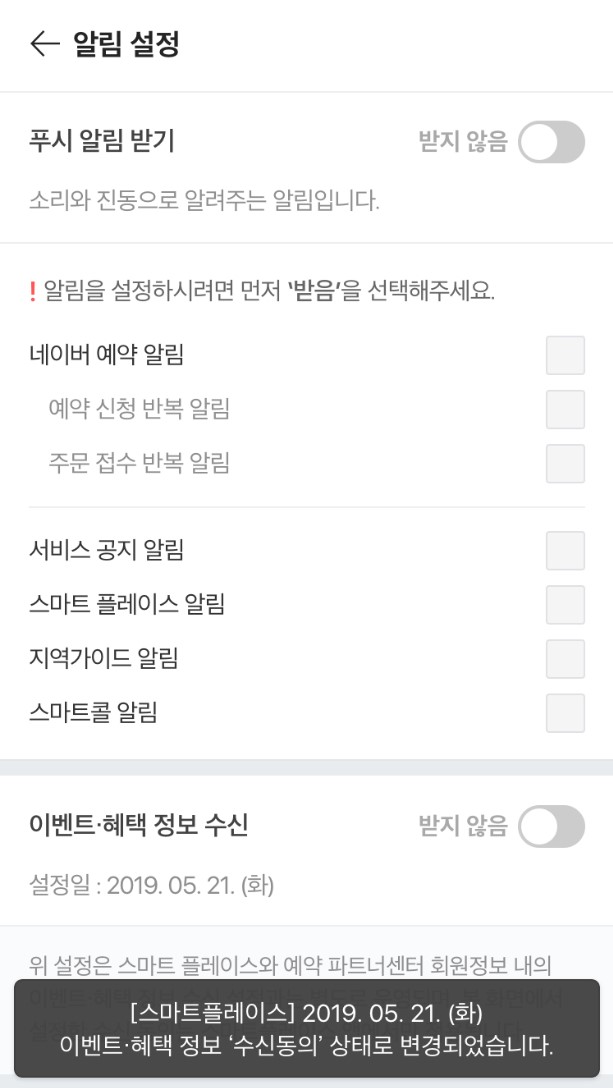 알림 설정
푸시 알림 받기
받지 않음
소리와 진동으로 알려주는 알림입니다.
! 알림을 설정하시려면 먼저 '받음'을 선택해주세요.
네이버 예약 알림
예약 신청 반복 알림
주문 접수 반복 알림
서비스 공지 알림
스마트 플레이스 알림
지역가이드 알림
스마트콜 알림
이벤트·혜택 정보 수신
받지 않음
설정일 : 2019. 05. 21. (화)
위 설정은 스마트 플레이스와 예약 파트너센터 회원정보 내의
[스마트플레이스] 2019. 05. 21. (화)
이벤트·혜택 정보 '수신동의' 상태로 변경되었습니다.